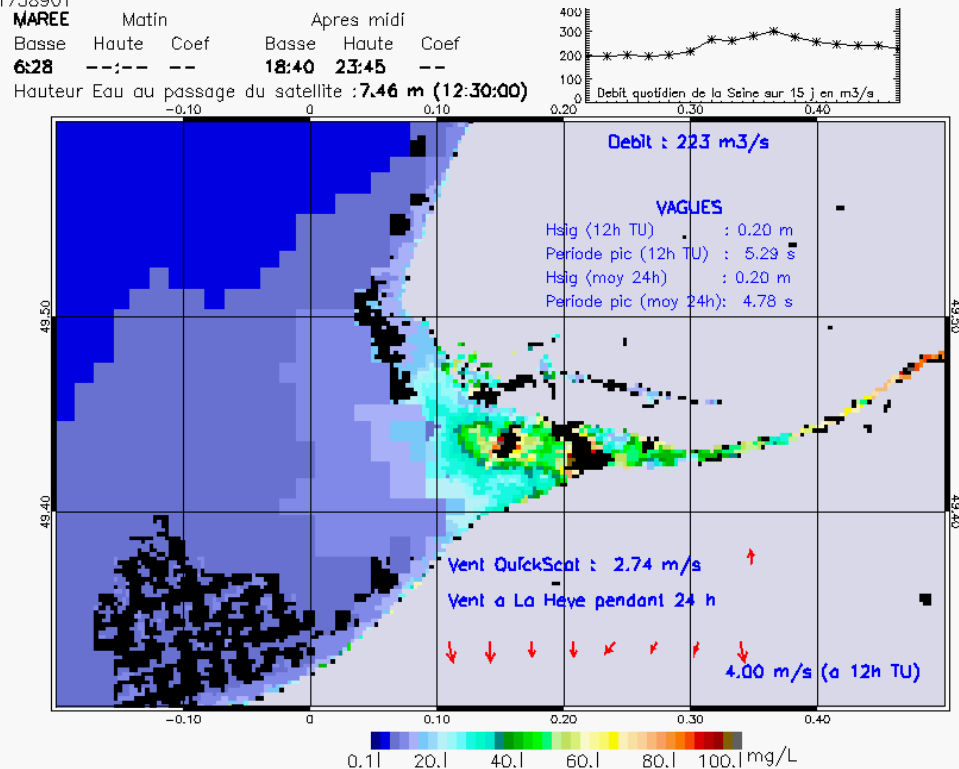 MAREE Matin Apres midi
Basse Haute Coef Basse Haute Coef
6:28 --:-- -- 18:40 23:45 --
Hauteur Eau au passage du satellite :7.46 m (12:30:00)
400
300
200
100
0
Debit quotidien de la Seine sur 15 j en m3/s
-0.10 0 0.10 0.20 0.30 0.40
Debit : 223 m3/s
VAGUES
Hsig (12h TU) : 0.20 m
Periode pic (12h TU) : 5.29 s
Hsig (moy 24h) : 0.20 m
Periode pic (moy 24h): 4.78 s
49.50 49.50
49.40 49.40
Vent QuickScat : 2.74 m/s
Vent a La Heve pendant 24 h
4.00 m/s (a 12h TU)
-0.10 0 0.10 0.20 0.30 0.40
0.1 20. 40. 60. 80. 100. mg/L